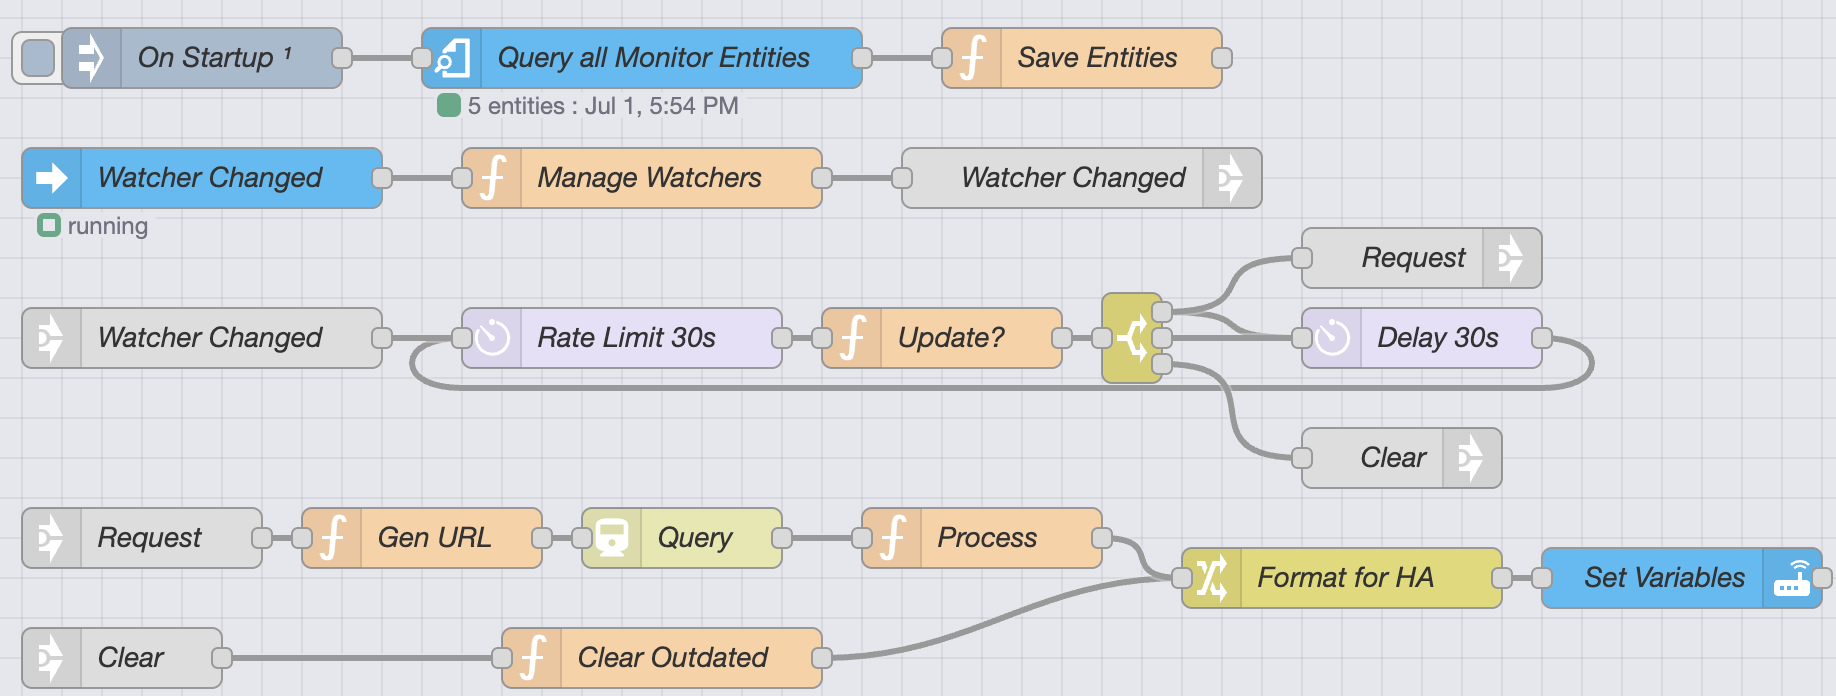 On Startup ¹
Query all Monitor Entities
Save Entities
5 entities : Jul 1, 5:54 PM
Watcher Changed
Manage Watchers
Watcher Changed
running
Request
Watcher Changed
Rate Limit 30s
Update?
Delay 30s
Clear
Request
Gen URL
Query
Process
Format for HA
Set Variables
Clear
Clear Outdated